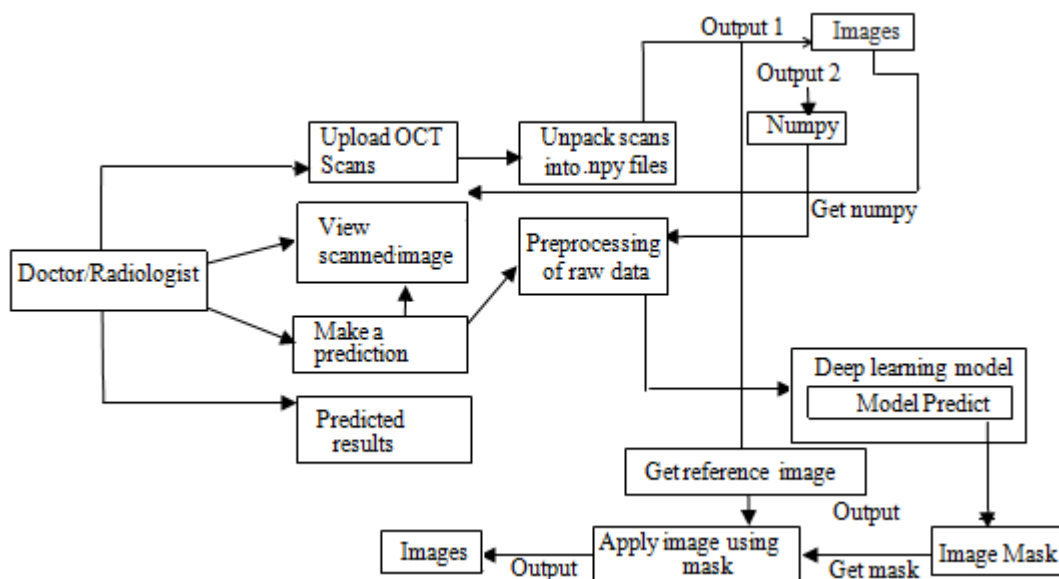 Output 1
Images
Output 2
Numpy
Upload OCT
Scans
Unpack scans
into .npy files
Get numpy
View
scanned image
Preprocessing
of raw data
Doctor/Radiologist
Make a
prediction
Deep learning model
Model Predict
Predicted
results
Get reference image
Output
Images
Output
Apply image using
mask
Get mask
Image Mask